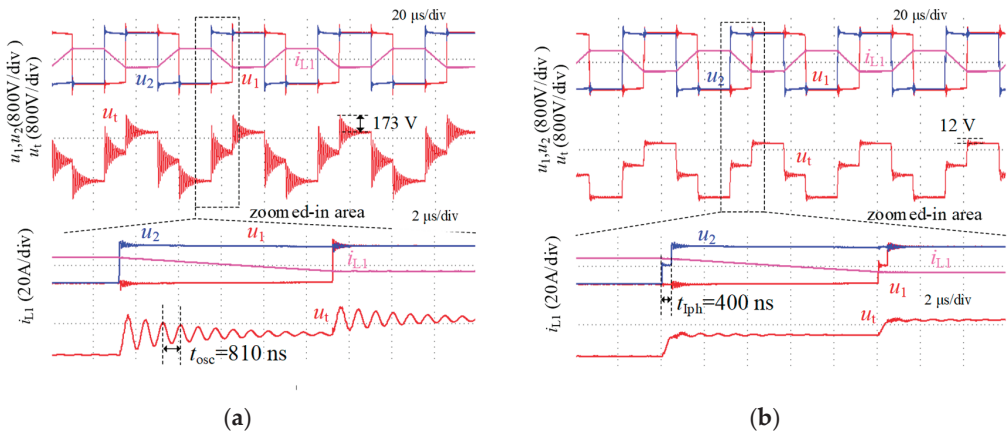 20 μs/div
u1,u2 (800V/div)
ut (800V/div)
u2
u1
iL1
ut
173 V
zoomed-in area
2 μs/div
iL1 (20A/div)
u2
u1
iL1
ut
tosc=810 ns
(a)
20 μs/div
u1,u2 (800V/div)
ut (800V/div)
u2
u1
iL1
12 V
ut
zoomed-in area
iL1 (20A/div)
u2
iL1
u1
tIph=400 ns
2 μs/div
ut
(b)